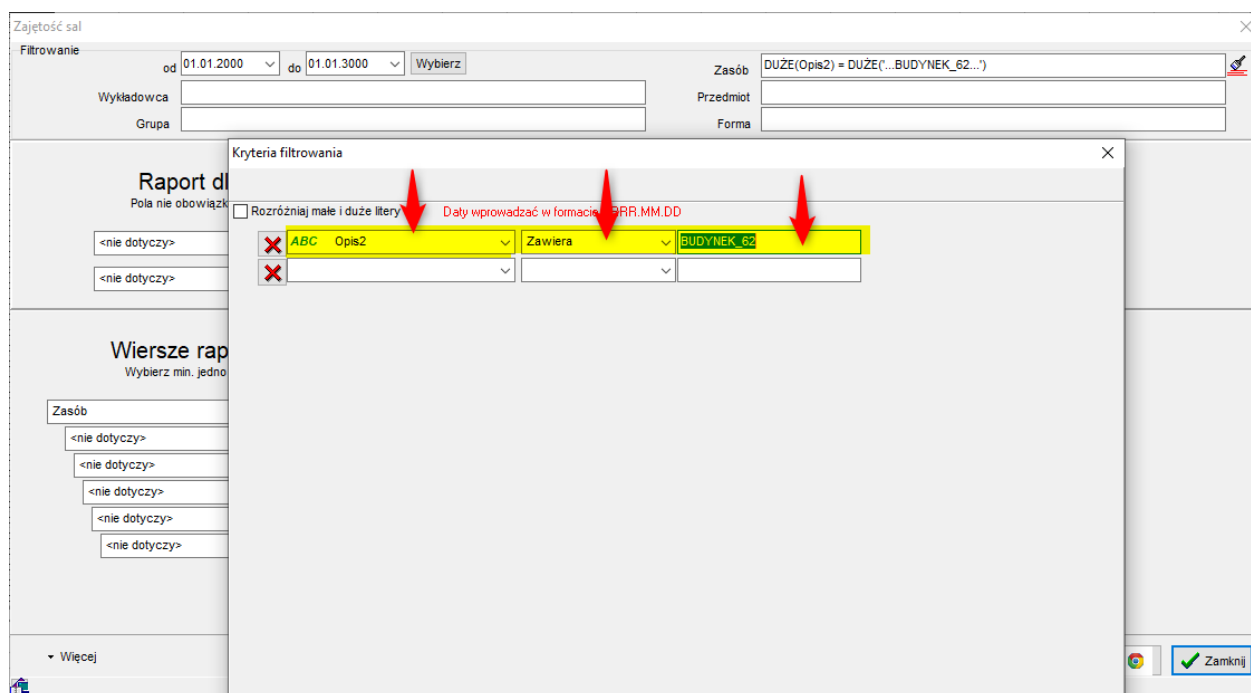 Zajętość sal
Filtrowanie
od 01.01.2000 do 01.01.3000 Wybierz
Zasób DUŻE(Opis2) = DUŻE('...BUDYNEK_62...')
Wykładowca
Przedmiot
Grupa
Forma
Kryteria filtrowania
Raport dl
Pola nie obowiązk
Rozróżniaj małe i duże litery
Daty wprowadzać w formacie RR.MM.DD
<nie dotyczy>
ABC Opis2 Zawiera BUDYNEK_62
<nie dotyczy>
Wiersze rap
Wybierz min. jedno
Zasób
<nie dotyczy>
<nie dotyczy>
<nie dotyczy>
<nie dotyczy>
<nie dotyczy>
Więcej
Zamknij